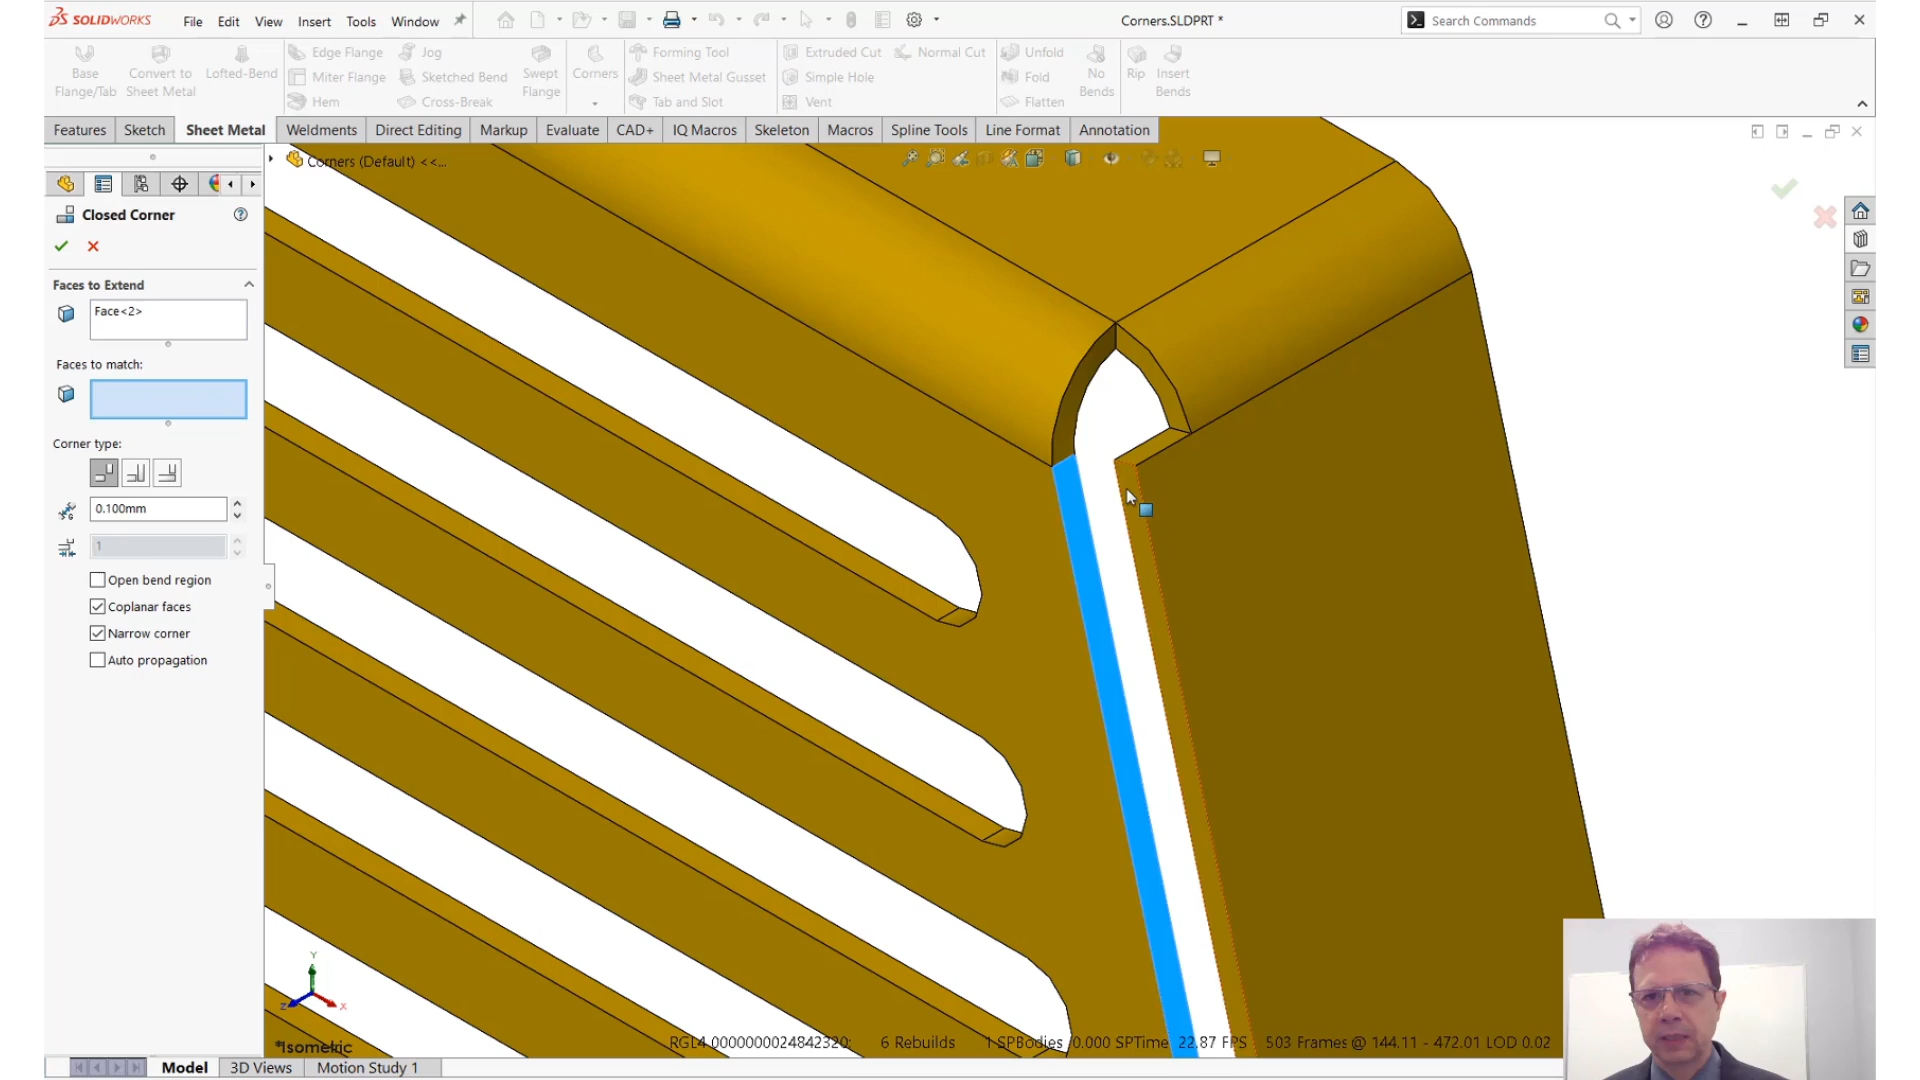 SOLIDWORKS File Edit View Insert Tools Window Corners.SLDPRT * Search Commands
Base Flange/Tab
Convert to Sheet Metal
Lofted-Bend
Edge Flange
Miter Flange
Hem
Jog
Sketched Bend
Cross-Break
Swept Flange
Corners
Forming Tool
Sheet Metal Gusset
Tab and Slot
Extruded Cut
Simple Hole
Vent
Normal Cut
Unfold
Fold
Flatten
No Bends
Rip
Insert Bends
Features Sketch Sheet Metal Weldments Direct Editing Markup Evaluate CAD+ IQ Macros Skeleton Macros Spline Tools Line Format Annotation
Corners (Default) <<...
Closed Corner
Faces to Extend
Face<2>
Faces to match:
Corner type:
0.100mm
1
Open bend region
Coplanar faces
Narrow corner
Auto propagation
Y
Z X
*Isometric
RGL4 0000000024842320; 6 Rebuilds 1 SPBodies 0.000 SPTime 22.87 FPS 503 Frames @ 144.11 - 472.01 LOD 0.02
Model 3D Views Motion Study 1